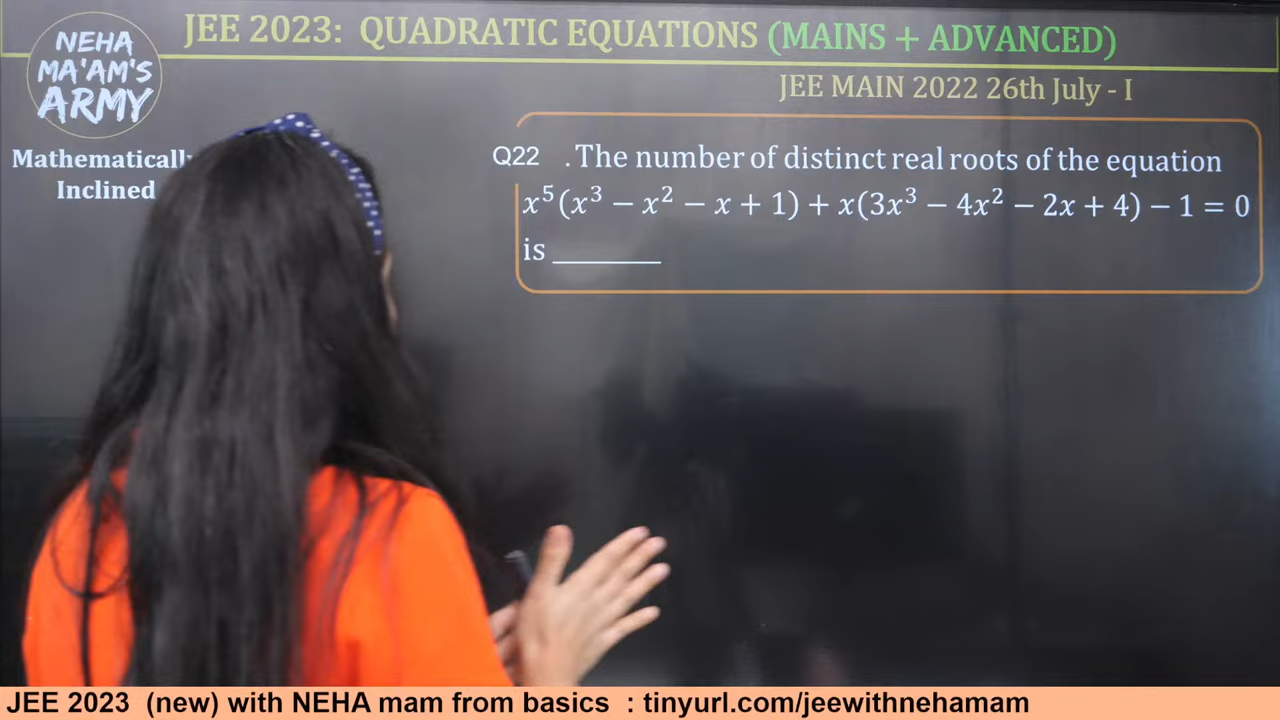 NEHA
MA'AM'S
ARMY
JEE 2023: QUADRATIC EQUATIONS (MAINS + ADVANCED)
JEE MAIN 2022 26th July - I
Mathematically
Inclined
Q22 . The number of distinct real roots of the equation
x⁵(x³ − x² − x + 1) + x(3x³ − 4x² − 2x + 4) − 1 = 0
is ________
JEE 2023 (new) with NEHA mam from basics : tinyurl.com/jeewithnehamam